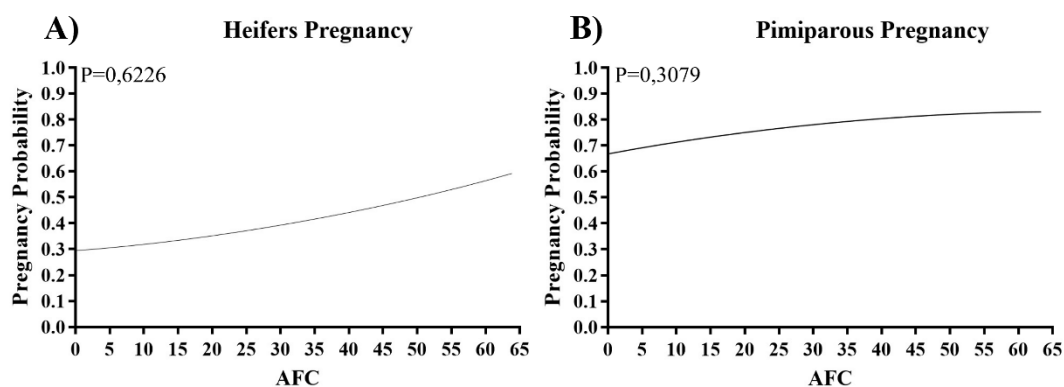 A)
Heifers Pregnancy
P=0,6226
Pregnancy Probability
1.0
0.9
0.8
0.7
0.6
0.5
0.4
0.3
0.2
0.1
0.0
0 5 10 15 20 25 30 35 40 45 50 55 60 65
AFC
B)
Pimiparous Pregnancy
P=0,3079
Pregnancy Probability
1.0
0.9
0.8
0.7
0.6
0.5
0.4
0.3
0.2
0.1
0.0
0 5 10 15 20 25 30 35 40 45 50 55 60 65
AFC